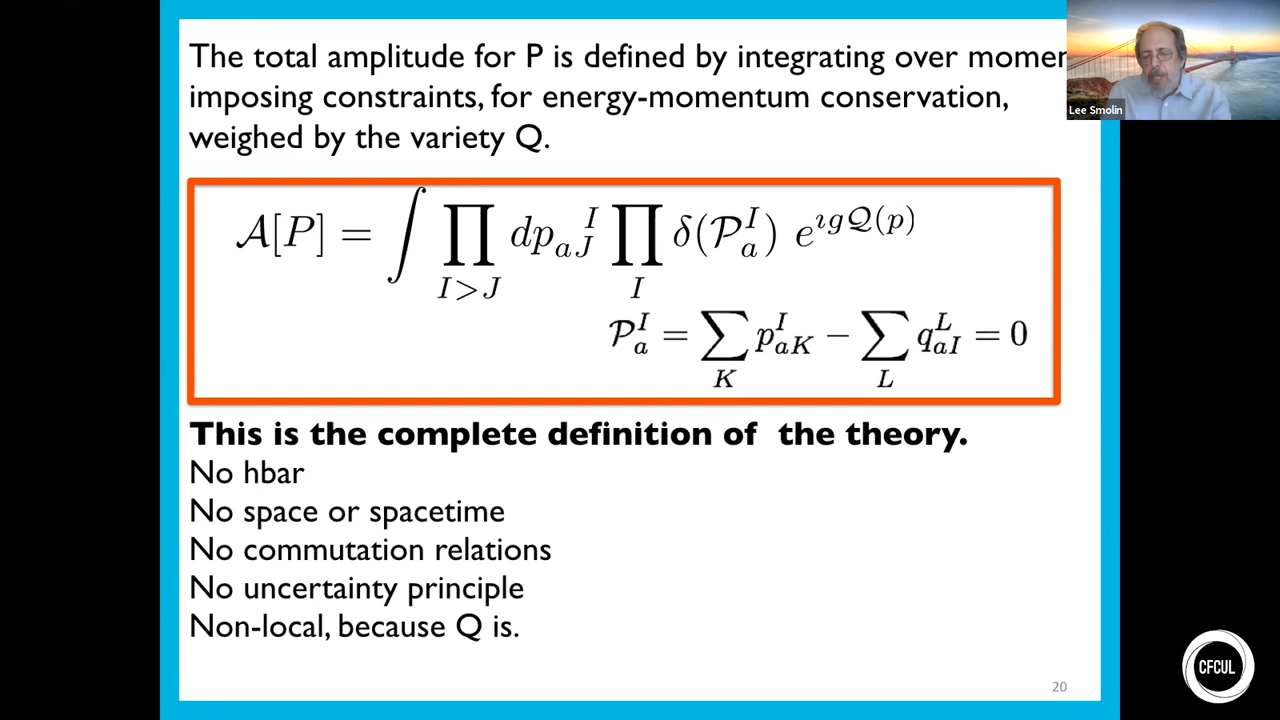 The total amplitude for P is defined by integrating over momen
imposing constraints, for energy-momentum conservation,
weighed by the variety Q.
Lee Smolin
𝒜[P] = ∫ ∏_{I>J} dp_{aJ}^{I} ∏_{I} δ(𝒫_a^I) e^{ıg𝒬(p)}
𝒫_a^I = ∑_K p_{aK}^I − ∑_L q_{aI}^L = 0
This is the complete definition of the theory.
No hbar
No space or spacetime
No commutation relations
No uncertainty principle
Non-local, because Q is.
CFCUL
20